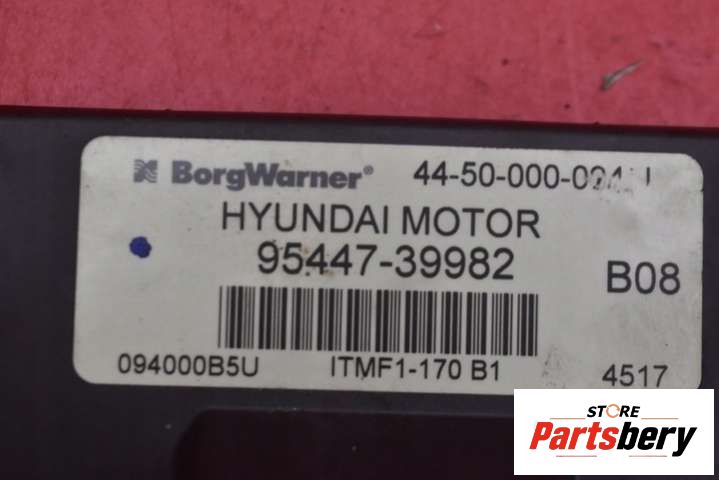 BorgWarner®
HYUNDAI MOTOR
95447-39982
B08
094000B5U ITMF1-170 B1 4517
STORE
Partsbery